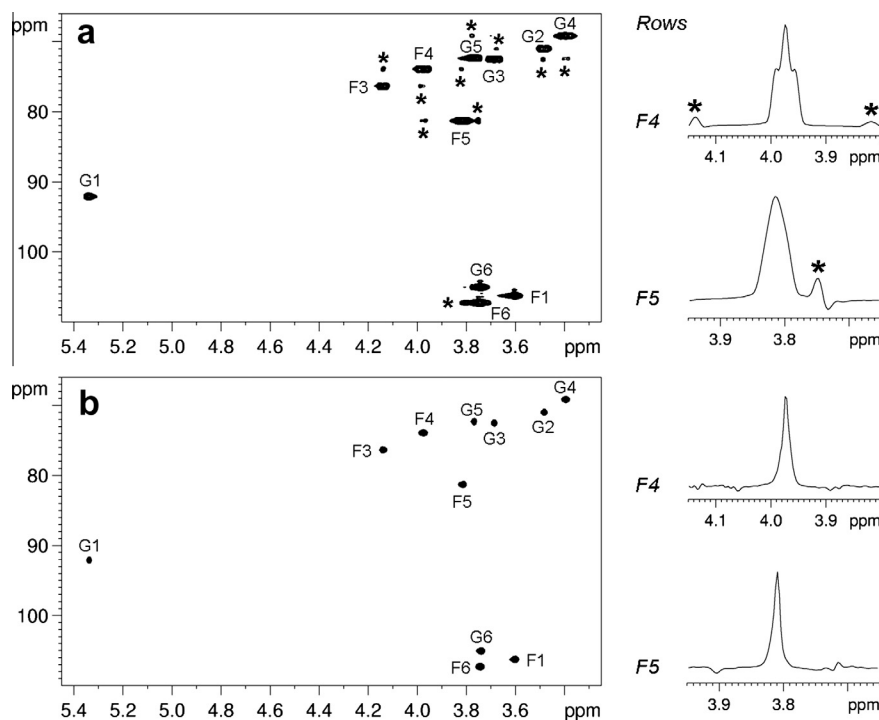 ppm
a
80
90
100
*
G4
F4
*
G5
*
G2
*
F3
G3
*
*
*
*
*
*
F5
G1
G6
*
F1
F6
5.4 5.2 5.0 4.8 4.6 4.4 4.2 4.0 3.8 3.6 ppm
Rows
F4
*
*
4.1 4.0 3.9 ppm
F5
*
3.9 3.8 ppm
ppm
b
80
90
100
G4
F4
G5
G2
F3
G3
F5
G1
G6
F6
F1
5.4 5.2 5.0 4.8 4.6 4.4 4.2 4.0 3.8 3.6 ppm
F4
4.1 4.0 3.9 ppm
F5
3.9 3.8 ppm